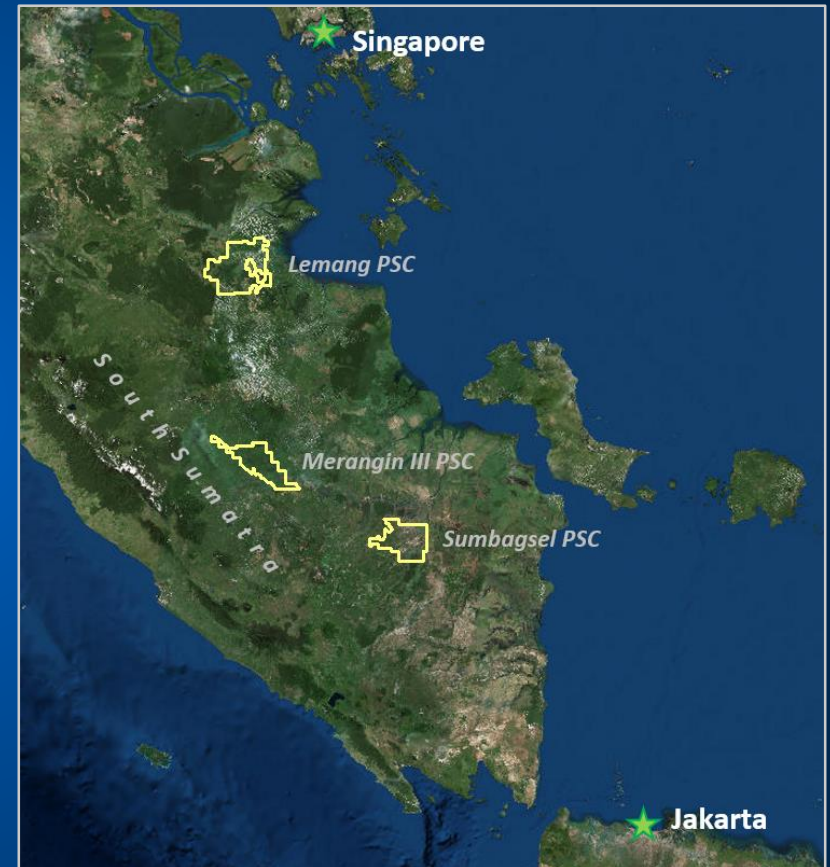 Singapore
Lemang PSC
South Sumatra
Merangin III PSC
Sumbagsel PSC
Jakarta